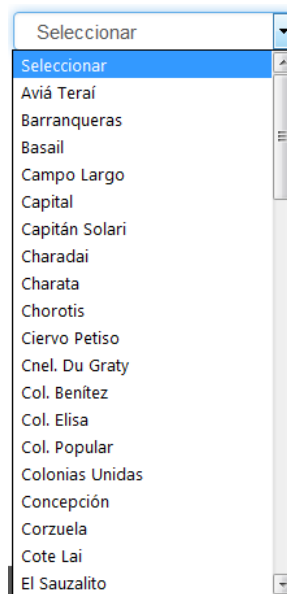 Seleccionar
Seleccionar
Aviá Teraí
Barranqueras
Basail
Campo Largo
Capital
Capitán Solari
Charadai
Charata
Chorotis
Ciervo Petiso
Cnel. Du Graty
Col. Benítez
Col. Elisa
Col. Popular
Colonias Unidas
Concepción
Corzuela
Cote Lai
El Sauzalito